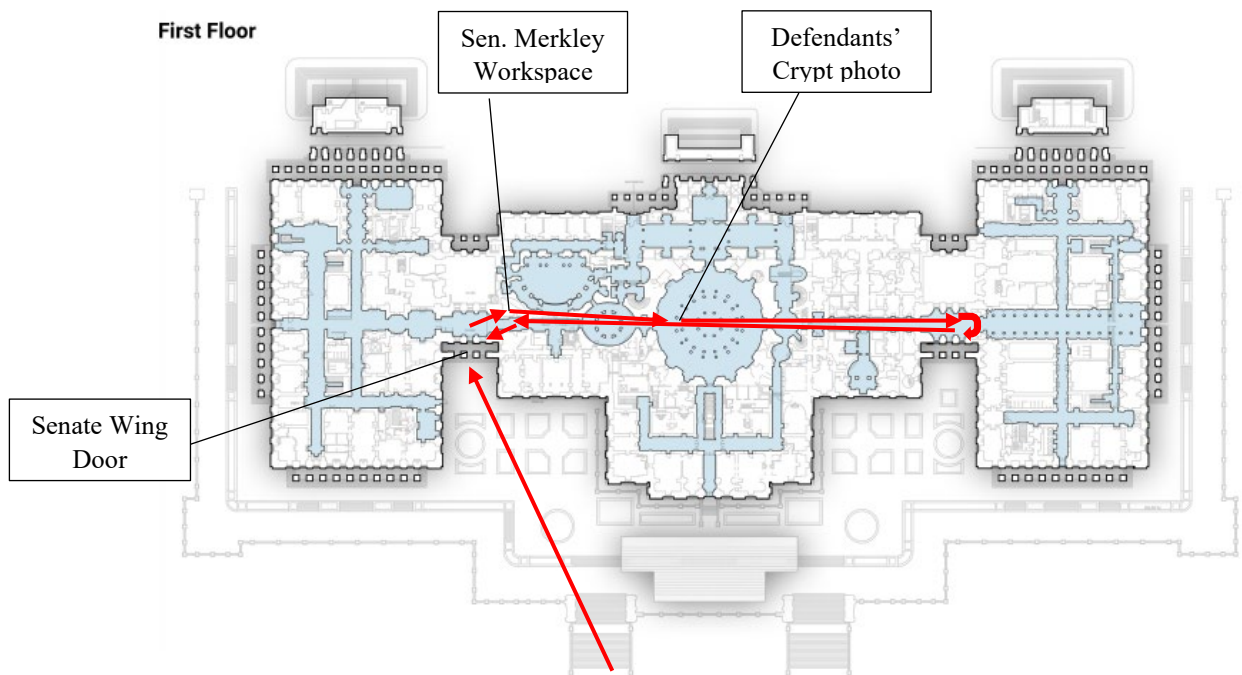 First Floor
Sen. Merkley
Workspace
Defendants’
Crypt photo
Senate Wing
Door